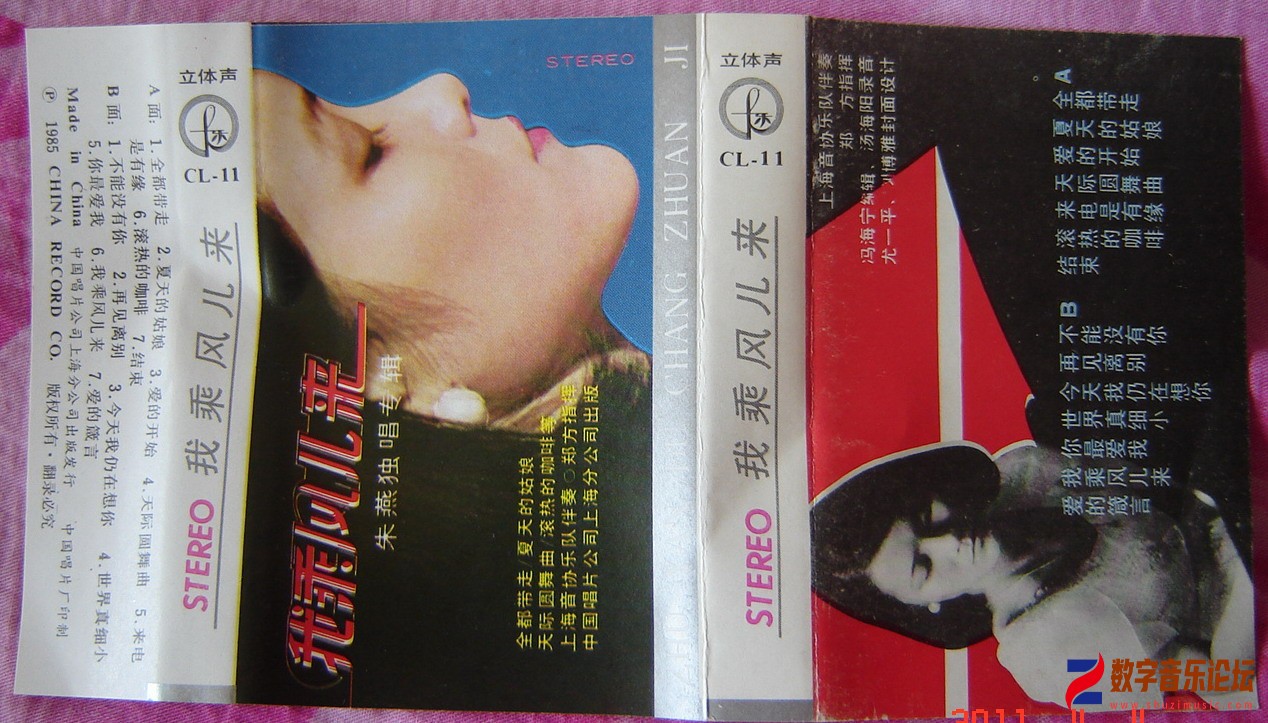 立体声
CL-11
STEREO 我乘风儿来
A 面：1.全都带走 2.夏天的姑娘 3.爱的开始 4.天际圆舞曲 5.来电
是有缘 6.滚热的咖啡 7.结束
B 面：1.不能没有你 2.再见离别 3.今天我仍在想你 4.世界真细小
5.你最爱我 6.我乘风儿来 7.爱的箴言
Made in China 中国唱片公司上海分公司出版发行 中国唱片厂印制
Ⓟ 1985 CHINA RECORD CO. 版权所有·翻录必究
STEREO
我乘风儿来
朱燕独唱专辑
全都带走/夏天的姑娘
天际圆舞曲/滚热的咖啡等
上海音协乐队伴奏○郑方指挥
中国唱片公司上海分公司出版
CHANG ZHUAN JI
立体声
CL-11
STEREO 我乘风儿来
上海音协乐队伴奏
郑 方指挥
冯海宁编辑、汤海阳录音
尤一平、刘博雅封面设计
A
全都带走
夏天的姑娘
爱的开始
天际圆舞曲
来电是有缘
滚热的咖啡
结束
B
不能没有你
再见离别
今天我仍在想你
世界真细小
你最爱我
我乘风儿来
爱的箴言
数字音乐论坛
www.shuzimusic.com